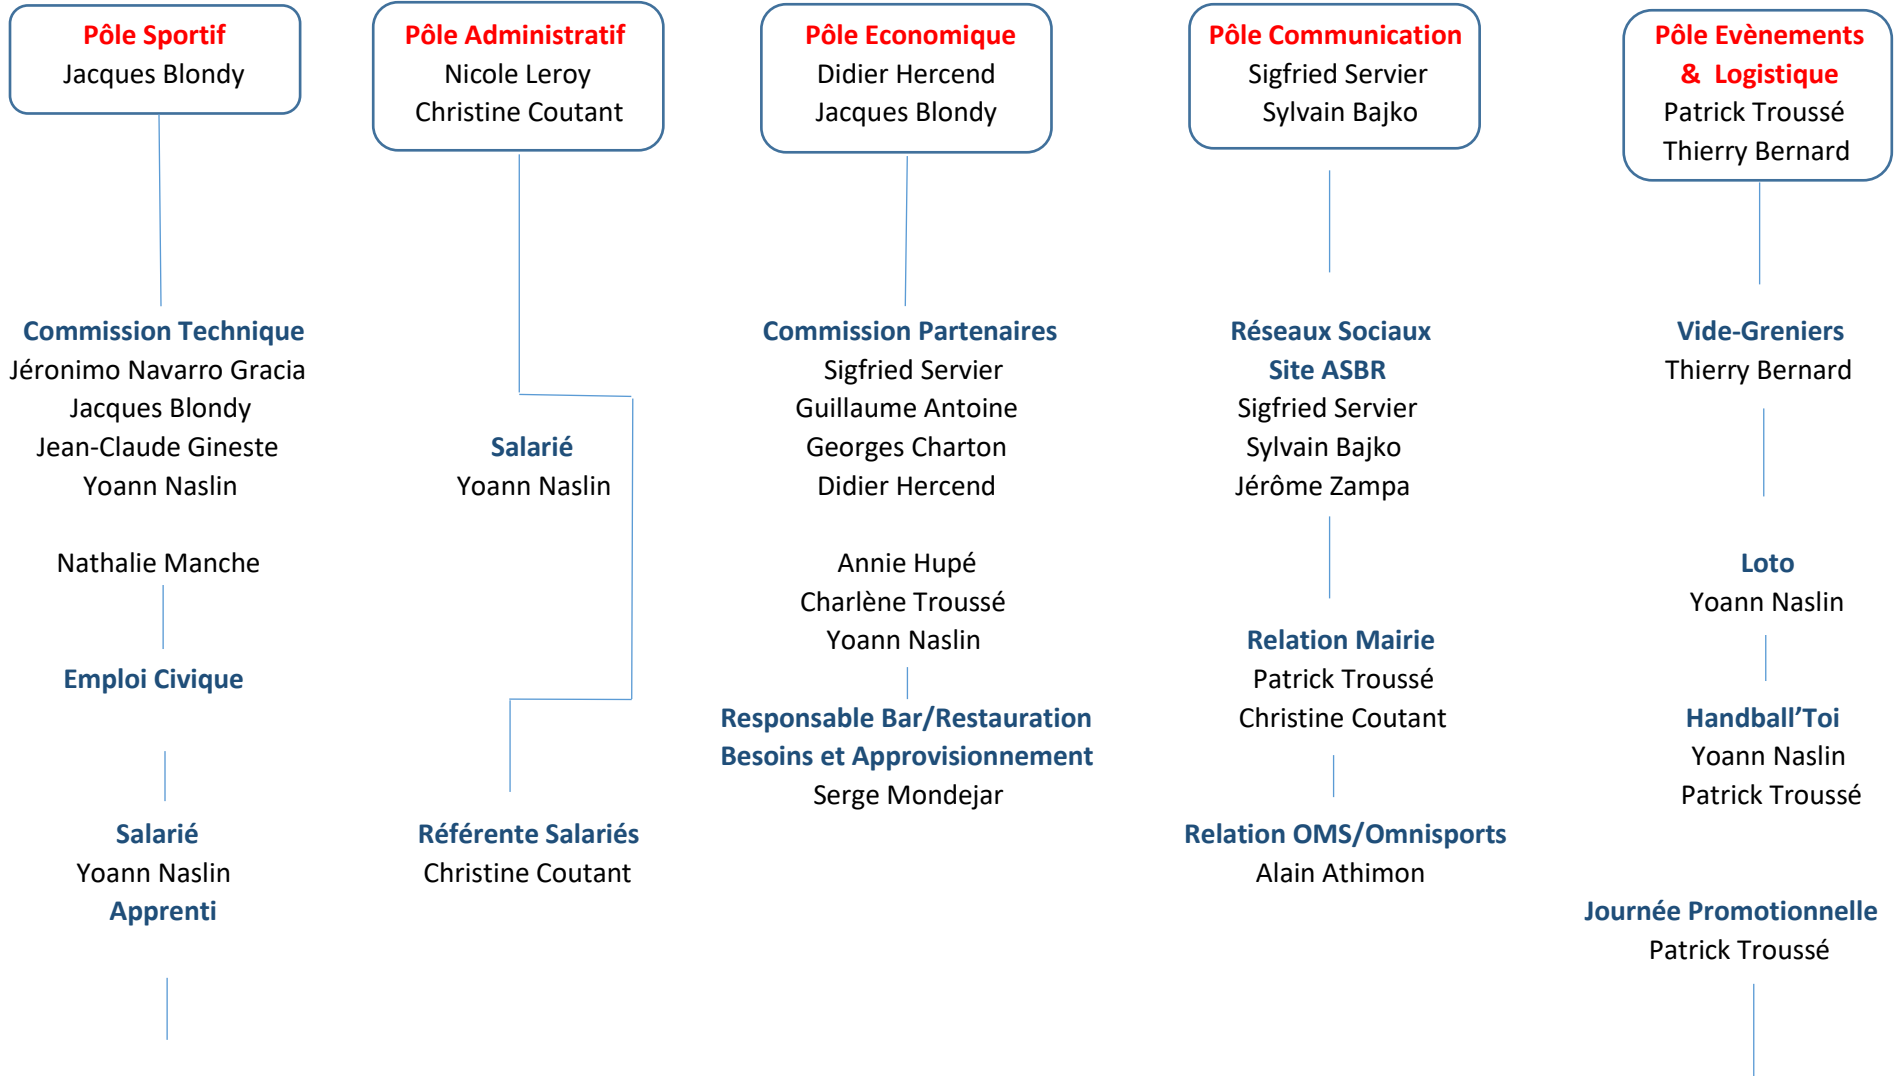 Pôle Sportif
Jacques Blondy
Commission Technique
Jéronimo Navarro Gracia
Jacques Blondy
Jean-Claude Gineste
Yoann Naslin
Nathalie Manche
Emploi Civique
Salarié
Yoann Naslin
Apprenti
Pôle Administratif
Nicole Leroy
Christine Coutant
Salarié
Yoann Naslin
Référente Salariés
Christine Coutant
Pôle Economique
Didier Hercend
Jacques Blondy
Commission Partenaires
Sigfried Servier
Guillaume Antoine
Georges Charton
Didier Hercend
Annie Hupé
Charlène Troussé
Yoann Naslin
Responsable Bar/Restauration
Besoins et Approvisionnement
Serge Mondejar
Pôle Communication
Sigfried Servier
Sylvain Bajko
Réseaux Sociaux
Site ASBR
Sigfried Servier
Sylvain Bajko
Jérôme Zampa
Relation Mairie
Patrick Troussé
Christine Coutant
Relation OMS/Omnisports
Alain Athimon
Pôle Evènements
& Logistique
Patrick Troussé
Thierry Bernard
Vide-Greniers
Thierry Bernard
Loto
Yoann Naslin
Handball’Toi
Yoann Naslin
Patrick Troussé
Journée Promotionnelle
Patrick Troussé